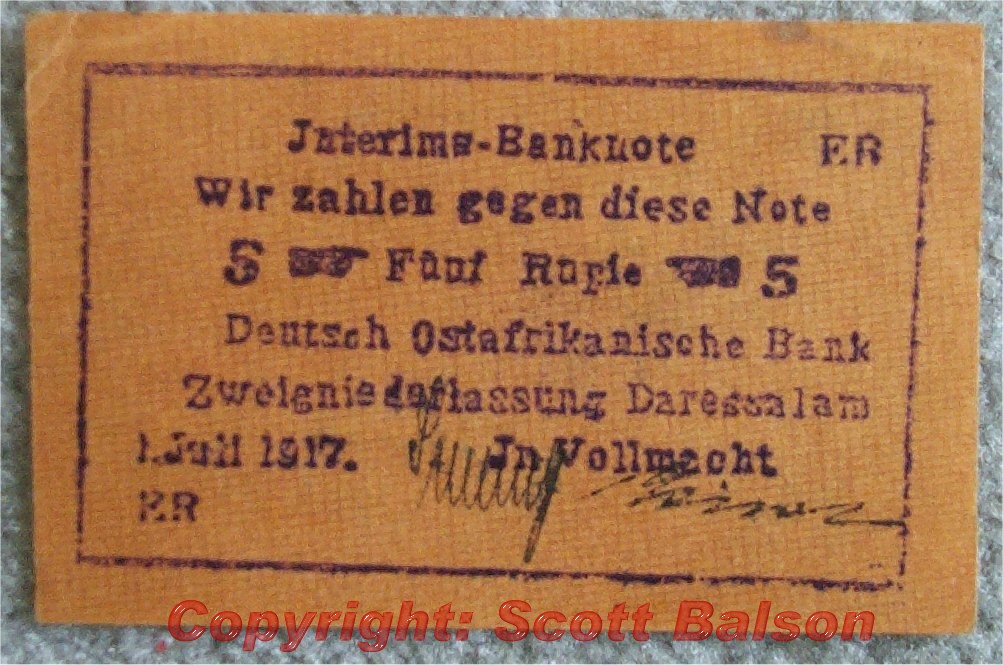 Interims-Banknote ER
Wir zahlen gegen diese Note
5 Fünf Rupie 5
Deutsch Ostafrikanische Bank
Zweigniederlassung Daressalam
1.Juli 1917. In Vollmacht
ER
Copyright: Scott Balson